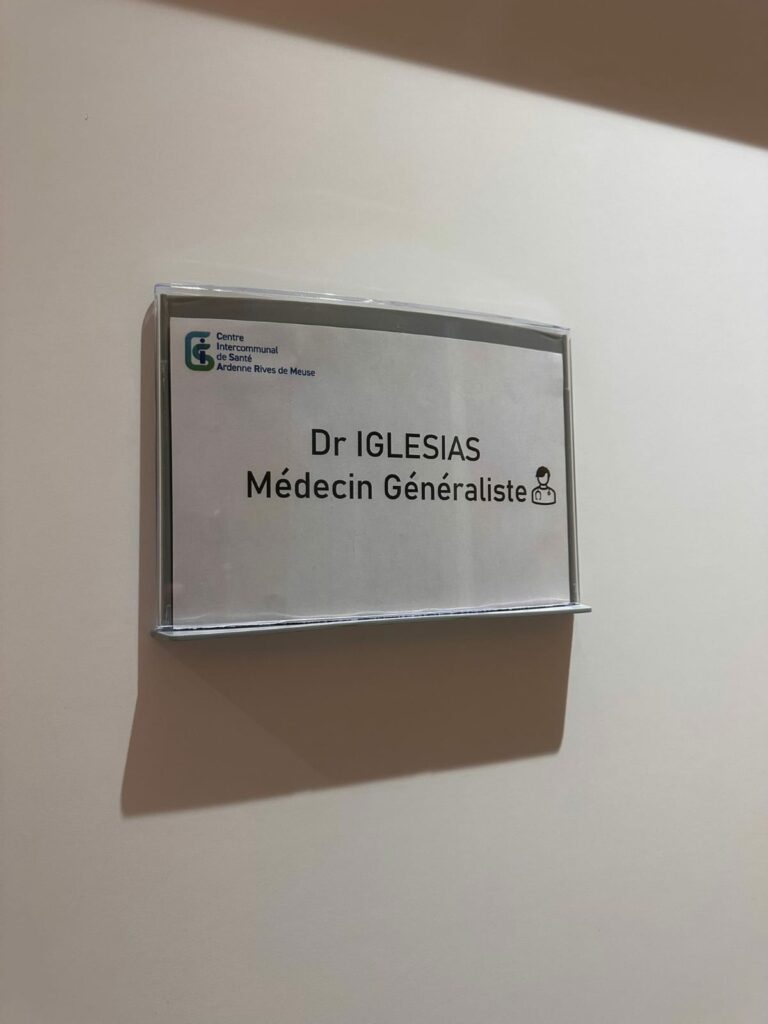 Centre
Intercommunal
de Santé
Ardenne Rives de Meuse
Dr IGLESIAS
Médecin Généraliste